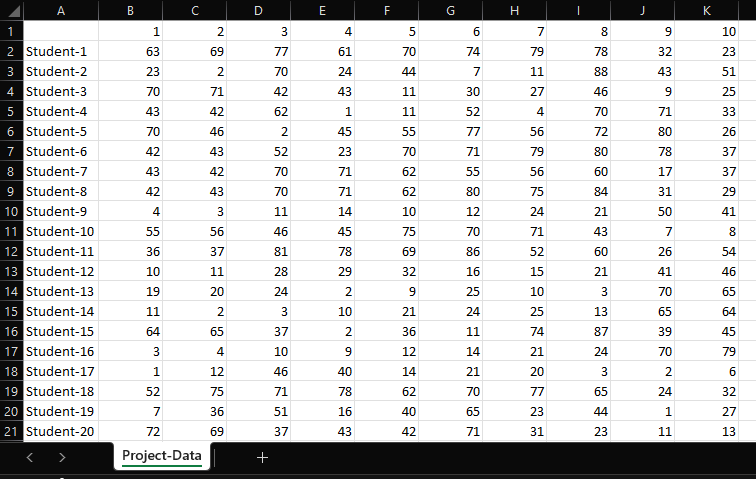 A B C D E F G H I J K
1 1 2 3 4 5 6 7 8 9 10
2 Student-1 63 69 77 61 70 74 79 78 32 23
3 Student-2 23 2 70 24 44 7 11 88 43 51
4 Student-3 70 71 42 43 11 30 27 46 9 25
5 Student-4 43 42 62 1 11 52 4 70 71 33
6 Student-5 70 46 2 45 55 77 56 72 80 26
7 Student-6 42 43 52 23 70 71 79 80 78 37
8 Student-7 43 42 70 71 62 55 56 60 17 37
9 Student-8 42 43 70 71 62 80 75 84 31 29
10 Student-9 4 3 11 14 10 12 24 21 50 41
11 Student-10 55 56 46 45 75 70 71 43 7 8
12 Student-11 36 37 81 78 69 86 52 60 26 54
13 Student-12 10 11 28 29 32 16 15 21 41 46
14 Student-13 19 20 24 2 9 25 10 3 70 65
15 Student-14 11 2 3 10 21 24 25 13 65 64
16 Student-15 64 65 37 2 36 11 74 87 39 45
17 Student-16 3 4 10 9 12 14 21 24 70 79
18 Student-17 1 12 46 40 14 21 20 3 2 6
19 Student-18 52 75 71 78 62 70 77 65 24 32
20 Student-19 7 36 51 16 40 65 23 44 1 27
21 Student-20 72 69 37 43 42 71 31 23 11 13
Project-Data